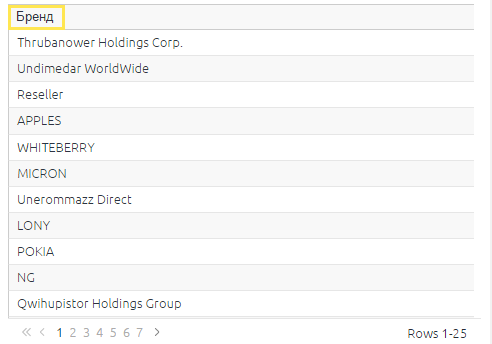 Бренд
Thrubanower Holdings Corp.
Undimedar WorldWide
Reseller
APPLES
WHITEBERRY
MICRON
Unerommazz Direct
LONY
POKIA
NG
Qwihupistor Holdings Group
« ‹ 1 2 3 4 5 6 7 › Rows 1-25